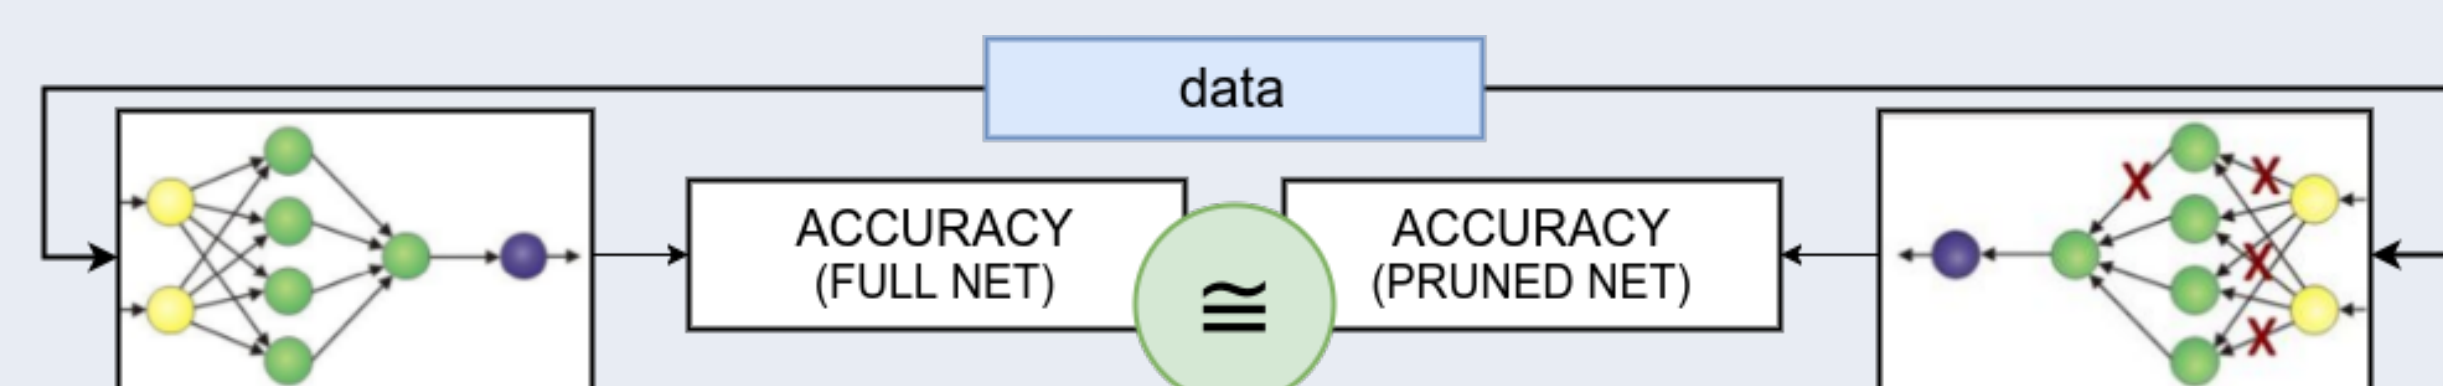 data
ACCURACY
(FULL NET)
≅
ACCURACY
(PRUNED NET)
X
X
X
X